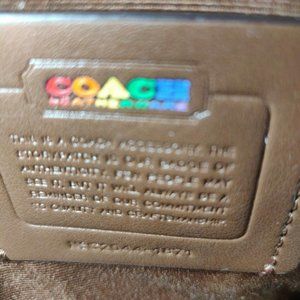 COACH
LEATHERWARE
THIS IS A COACH ACCESSORY. THE
STORYPATCH IS OUR BADGE OF
AUTHENTICITY. FEW PEOPLE MAY
SEE IT, BUT IT WILL ALWAYS BE A
REMINDER OF OUR COMMITMENT
TO QUALITY AND CRAFTSMANSHIP.